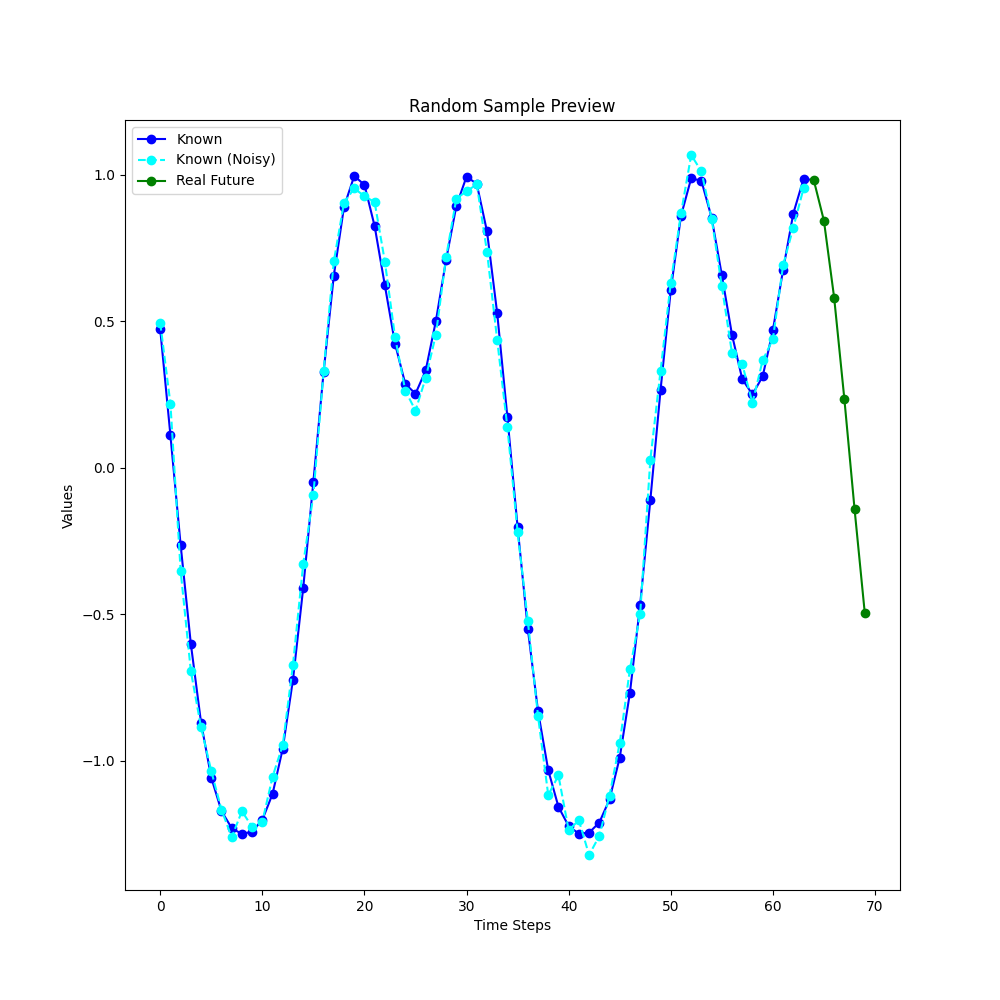 Random Sample Preview
Known
Known (Noisy)
Real Future
1.0
0.5
0.0
−0.5
−1.0
Values
0 10 20 30 40 50 60 70
Time Steps